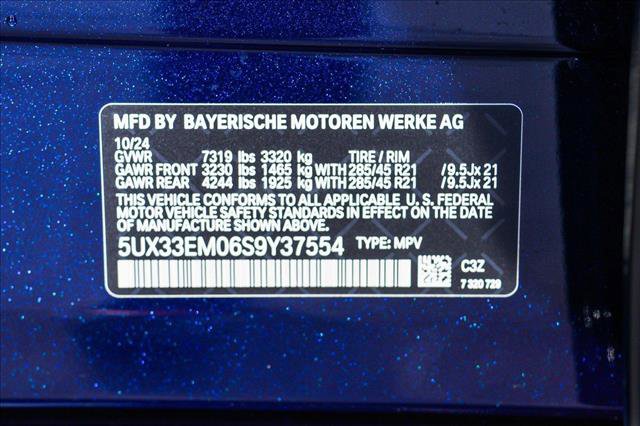 MFD BY BAYERISCHE MOTOREN WERKE AG
10/24
GVWR 7319 lbs 3320 kg TIRE / RIM
GAWR FRONT 3230 lbs 1465 kg WITH 285/45 R21 /9.5Jx 21
GAWR REAR 4244 lbs 1925 kg WITH 285/45 R21 /9.5Jx 21
THIS VEHICLE CONFORMS TO ALL APPLICABLE U. S. FEDERAL
MOTOR VEHICLE SAFETY STANDARDS IN EFFECT ON THE DATE OF
MANUFACTURE SHOWN ABOVE.
5UX33EM06S9Y37554 TYPE: MPV
C3Z
7 320 729